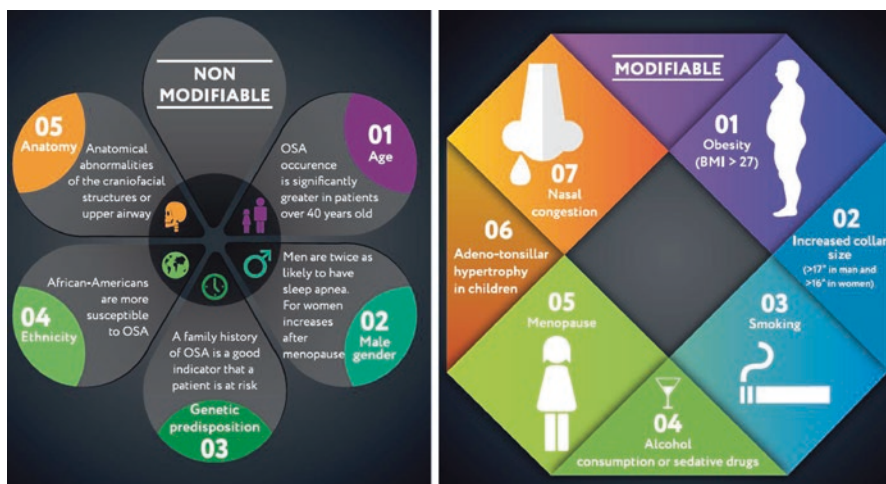 NON
MODIFIABLE
01
Age
OSA
occurence
is significantly
greater in patients
over 40 years old
02
Male
gender
Men are twice as
likely to have
sleep apnea.
For women
increases
after
menopause
A family history
of OSA is a good
indicator that a
patient is at risk
Genetic
predisposition
03
04
Ethnicity
African-Americans
are more
susceptible
to OSA
05
Anatomy
Anatomical
abnormalities
of the craniofacial
structures or
upper airway
MODIFIABLE
01
Obesity
(BMI > 27)
02
Increased collar
size
(>17" in man and
>16" in women)
03
Smoking
04
Alcohol
consumption or sedative drugs
05
Menopause
06
Adeno-tonsillar
hypertrophy
in children
07
Nasal
congestion